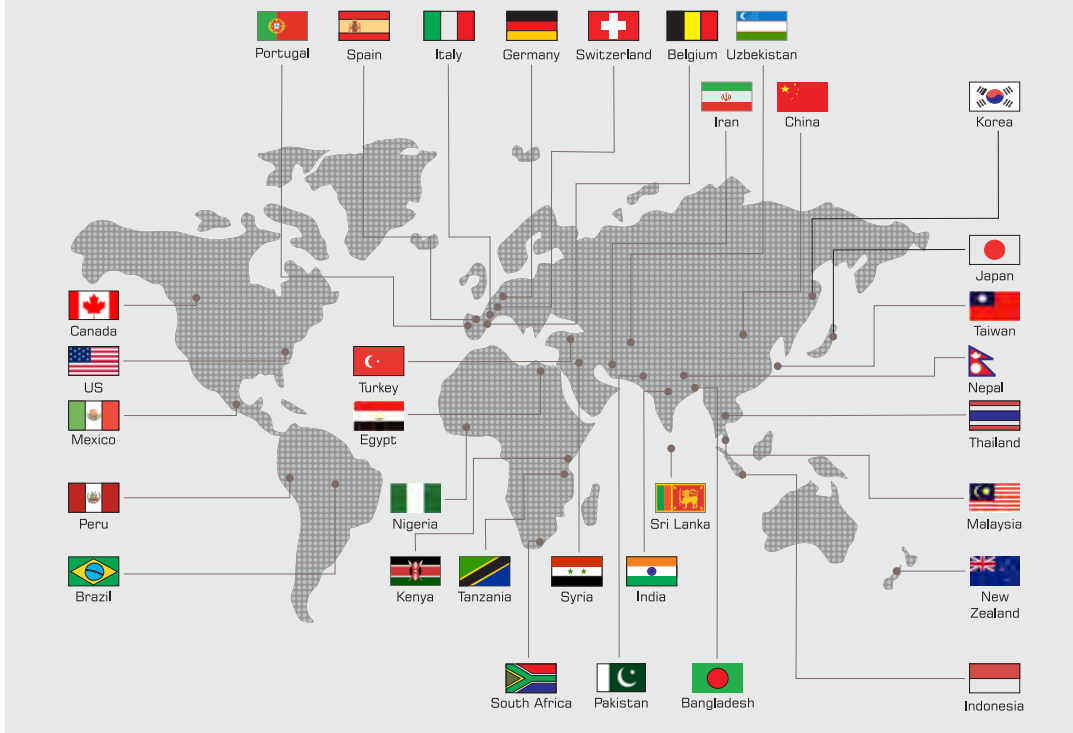 Portugal
Spain
Italy
Germany
Switzerland
Belgium
Uzbekistan
Iran
China
Korea
Japan
Canada
Taiwan
US
Turkey
Nepal
Mexico
Egypt
Thailand
Peru
Nigeria
Sri Lanka
Malaysia
Brazil
Kenya
Tanzania
Syria
India
New
Zealand
South Africa
Pakistan
Bangladesh
Indonesia